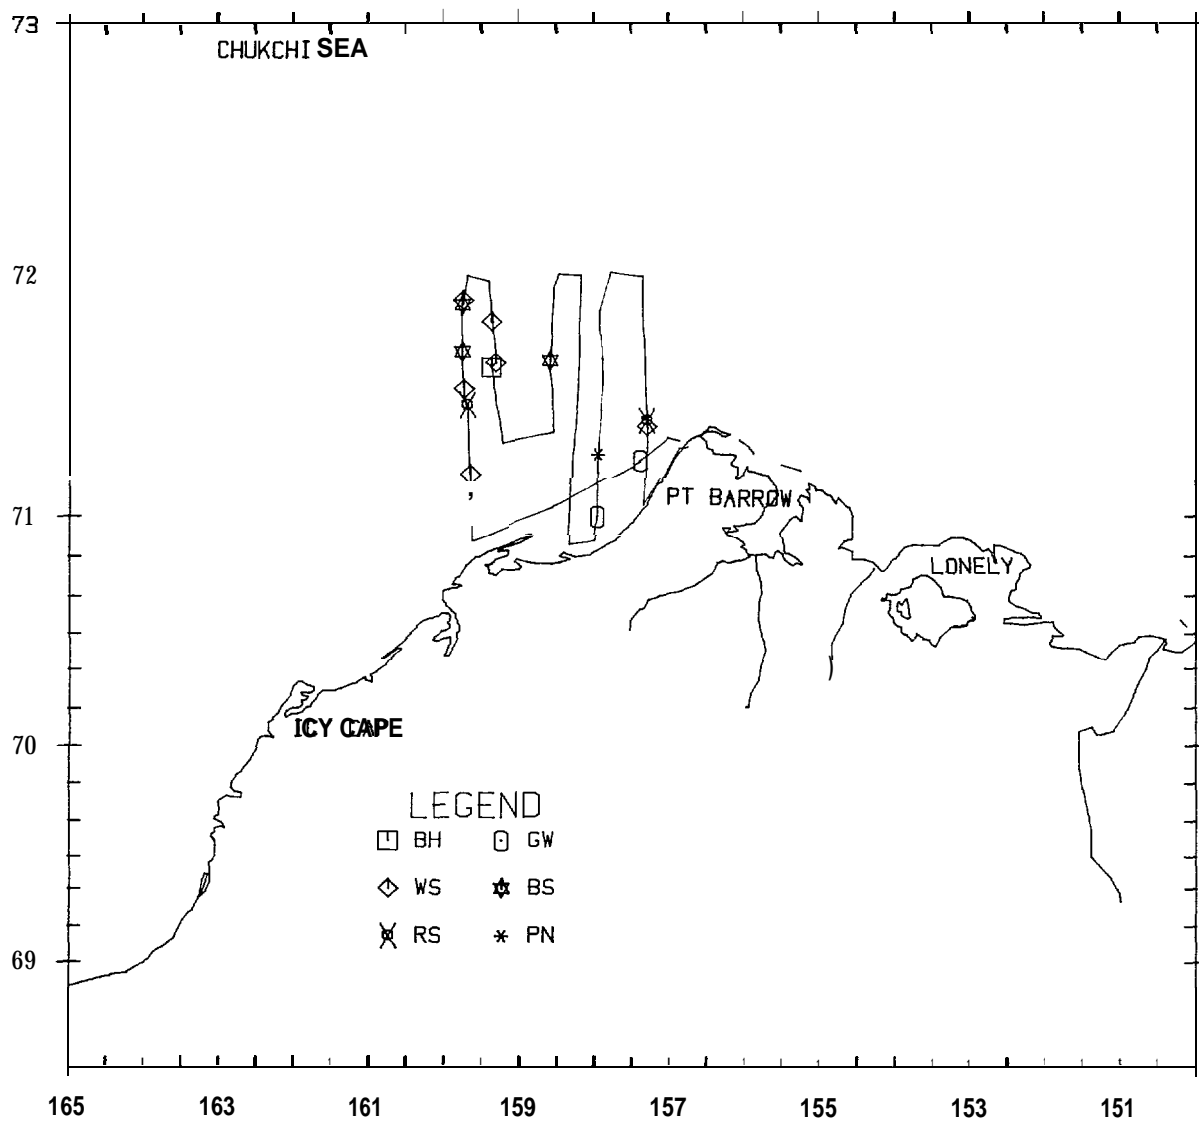 73
CHUKCHI SEA
72
71
PT BARROW
LONELY
ICY CAPE
70
LEGEND
BH GW
WS BS
RS PN
69
165 163 161 159 157 155 153 151